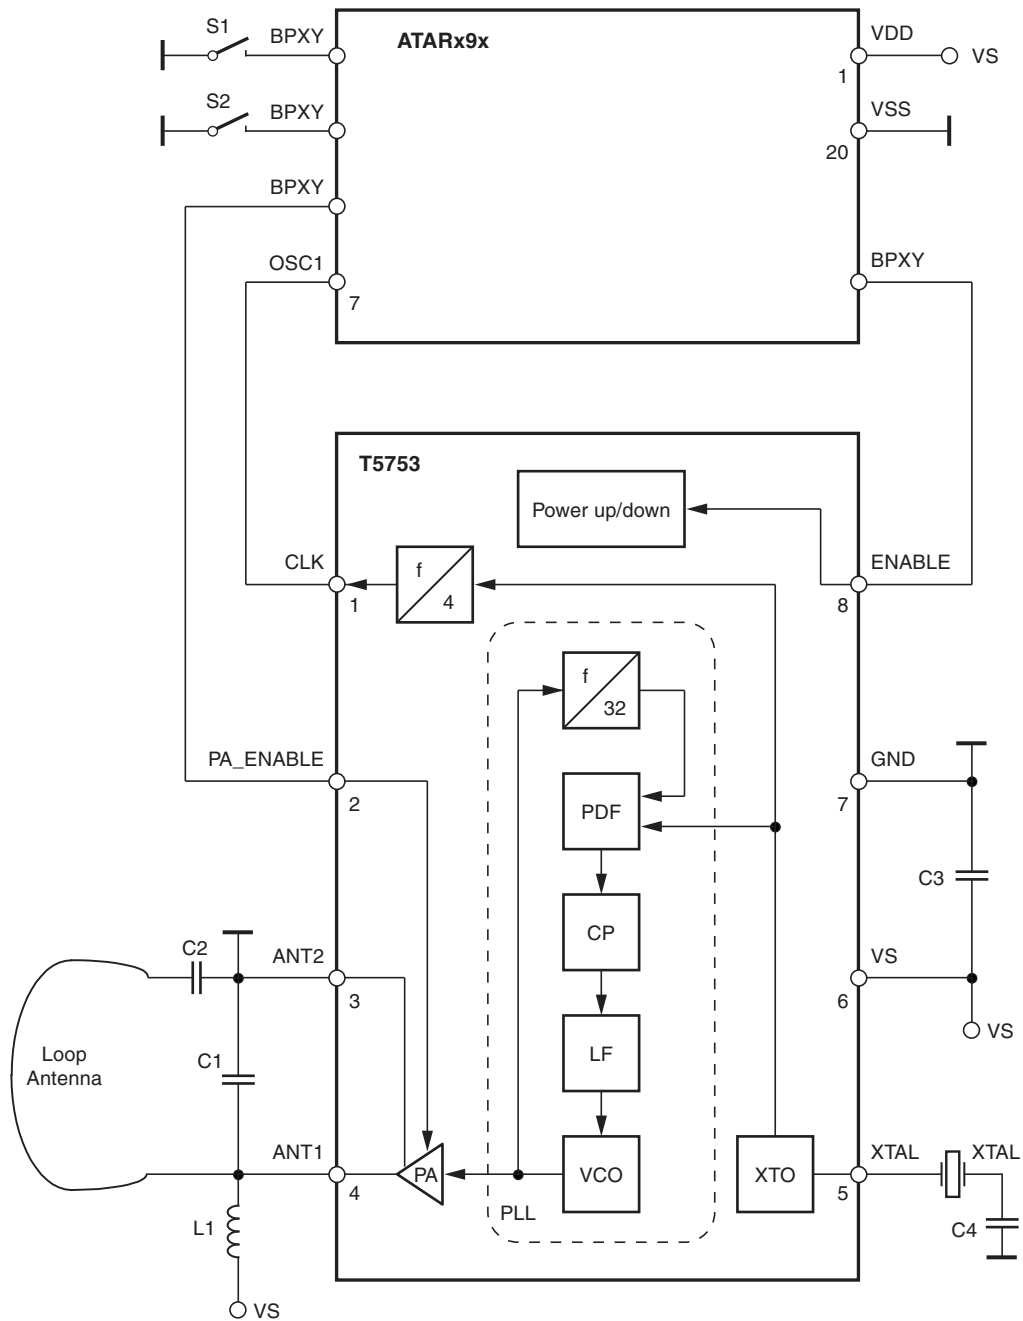 S1
BPXY
ATARx9x
VDD
1
VS
S2
BPXY
VSS
20
BPXY
OSC1
7
BPXY
T5753
Power up/down
CLK
1
f
4
ENABLE
8
f
32
PA_ENABLE
2
GND
7
PDF
C3
CP
C2
ANT2
3
VS
6
VS
Loop
Antenna
C1
LF
ANT1
4
PA
VCO
XTO
XTAL
5
XTAL
PLL
L1
C4
VS